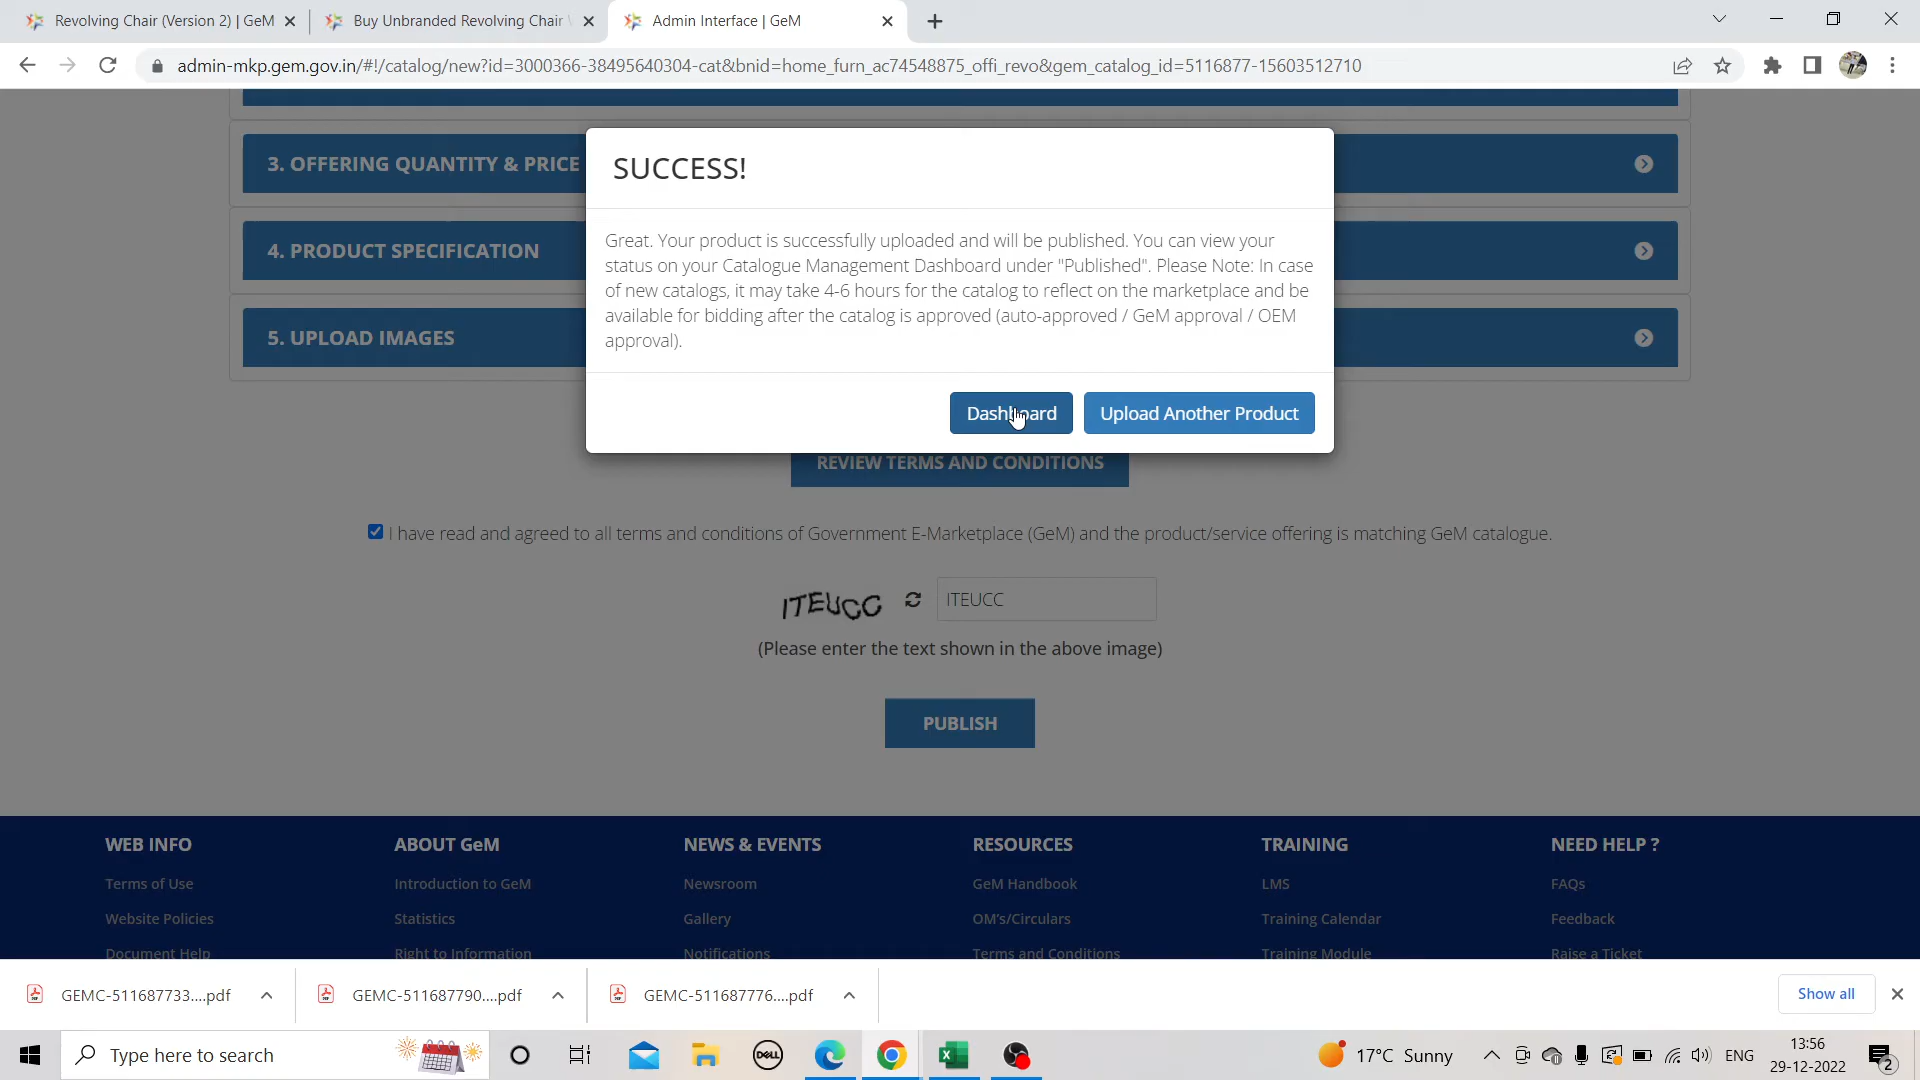 Revolving Chair (Version 2) | GeM
Buy Unbranded Revolving Chair
Admin Interface | GeM
admin-mkp.gem.gov.in/#!/catalog/new?id=3000366-38495640304-cat&bnid=home_furn_ac74548875_offi_revo&gem_catalog_id=5116877-15603512710
3. OFFERING QUANTITY & PRICE
4. PRODUCT SPECIFICATION
5. UPLOAD IMAGES
SUCCESS!
Great. Your product is successfully uploaded and will be published. You can view your
status on your Catalogue Management Dashboard under "Published". Please Note: In case
of new catalogs, it may take 4-6 hours for the catalog to reflect on the marketplace and be
available for bidding after the catalog is approved (auto-approved / GeM approval / OEM
approval).
Dashboard
Upload Another Product
REVIEW TERMS AND CONDITIONS
I have read and agreed to all terms and conditions of Government E-Marketplace (GeM) and the product/service offering is matching GeM catalogue.
ITEUCC
ITEUCC
(Please enter the text shown in the above image)
PUBLISH
WEB INFO
Terms of Use
Website Policies
Document Help
ABOUT GeM
Introduction to GeM
Statistics
Right to Information
NEWS & EVENTS
Newsroom
Gallery
Notifications
RESOURCES
GeM Handbook
OM's/Circulars
Terms and Conditions
TRAINING
LMS
Training Calendar
Training Module
NEED HELP ?
FAQs
Feedback
Raise a Ticket
GEMC-511687733....pdf
GEMC-511687790....pdf
GEMC-511687776....pdf
Show all
Type here to search
DELL
17°C Sunny
ENG
13:56
29-12-2022
2